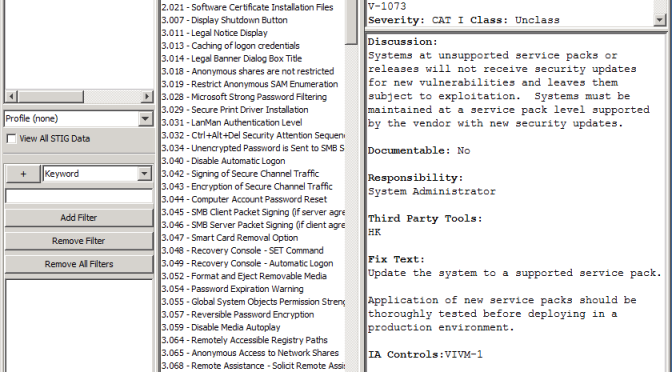 Profile (none)
View All STIG Data
+
Keyword
Add Filter
Remove Filter
Remove All Filters
2.021 - Software Certificate Installation Files
3.007 - Display Shutdown Button
3.011 - Legal Notice Display
3.013 - Caching of logon credentials
3.014 - Legal Banner Dialog Box Title
3.018 - Anonymous shares are not restricted
3.019 - Restrict Anonymous SAM Enumeration
3.028 - Microsoft Strong Password Filtering
3.029 - Secure Print Driver Installation
3.031 - LanMan Authentication Level
3.032 - Ctrl+Alt+Del Security Attention Sequen
3.034 - Unencrypted Password is Sent to SMB S
3.040 - Disable Automatic Logon
3.042 - Signing of Secure Channel Traffic
3.043 - Encryption of Secure Channel Traffic
3.044 - Computer Account Password Reset
3.045 - SMB Client Packet Signing (if server agre
3.046 - SMB Server Packet Signing (if client agre
3.047 - Smart Card Removal Option
3.048 - Recovery Console - SET Command
3.049 - Recovery Console - Automatic Logon
3.052 - Format and Eject Removable Media
3.054 - Password Expiration Warning
3.055 - Global System Objects Permission Streng
3.057 - Reversible Password Encryption
3.059 - Disable Media Autoplay
3.064 - Remotely Accessible Registry Paths
3.065 - Anonymous Access to Network Shares
3.068 - Remote Assistance - Solicit Remote Assi
V-1073
Severity: CAT I Class: Unclass
Discussion:
Systems at unsupported service packs or
releases will not receive security updates
for new vulnerabilities and leaves them
subject to exploitation. Systems must be
maintained at a service pack level supported
by the vendor with new security updates.
Documentable: No
Responsibility:
System Administrator
Third Party Tools:
HK
Fix Text:
Update the system to a supported service pack.
Application of new service packs should be
thoroughly tested before deploying in a
production environment.
IA Controls:VIVM-1